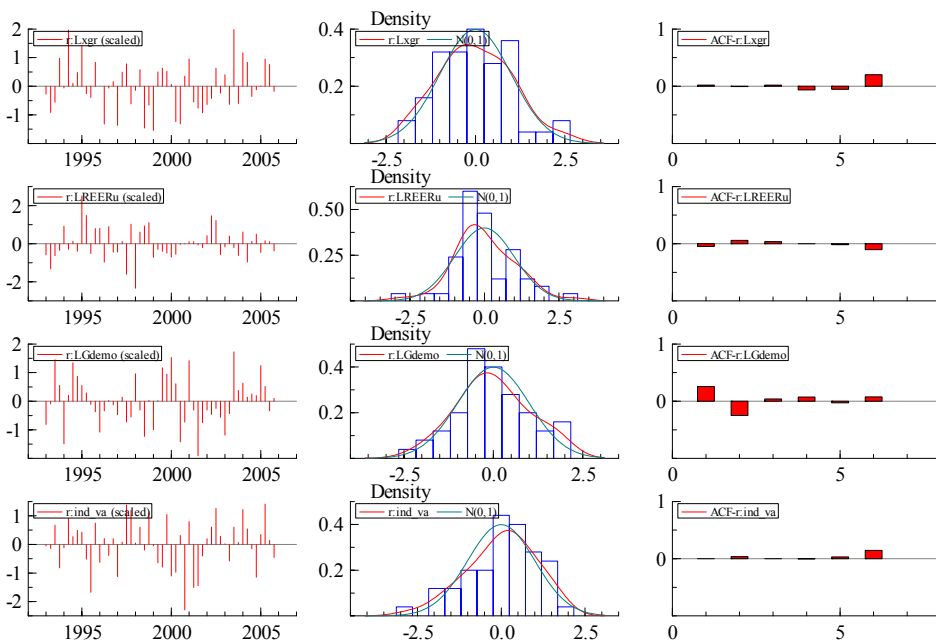 Density
2 r:Lxgr (scaled) 0.4 r:Lxgr N(0,1) 1 ACF-r:Lxgr
1
0 0.2 0
-1
1995 2000 2005 -2.5 0.0 2.5 0 5
Density
r:LREERu (scaled) r:LREERu N(0,1) 1 ACF-r:LREERu
2 0.50
0 0.25 0
-2
1995 2000 2005 -2.5 0.0 2.5 0 5
Density
2 r:LGdemo (scaled) r:LGdemo N(0,1) 1 ACF-r:LGdemo
1 0.4
0 0.2 0
-1
1995 2000 2005 -2.5 0.0 2.5 0 5
Density
r:ind_va (scaled) r:ind_va N(0,1) 1 ACF-r:ind_va
1 0.4
0 0
-1 0.2
-2
1995 2000 2005 -2.5 0.0 2.5 0 5